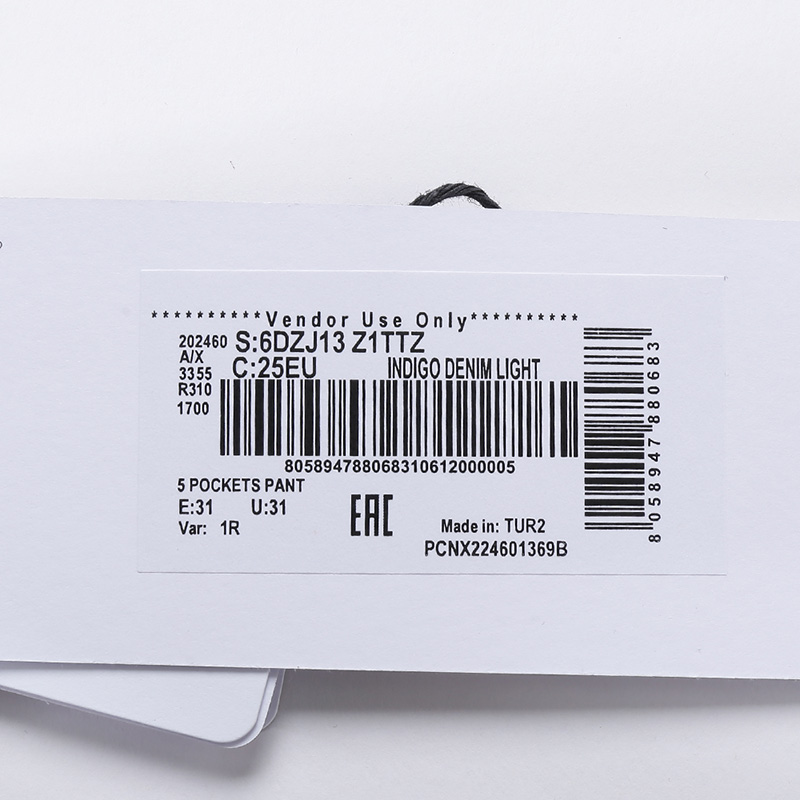 **********Vendor Use Only**********
202460 S:6DZJ13 Z1TTZ
A/X
3355 C:25EU INDIGO DENIM LIGHT
R310
1700
805894788068310612000005
5 POCKETS PANT
E:31 U:31
Var: 1R
EAC
Made in: TUR2
PCNX224601369B
8 058947 880683